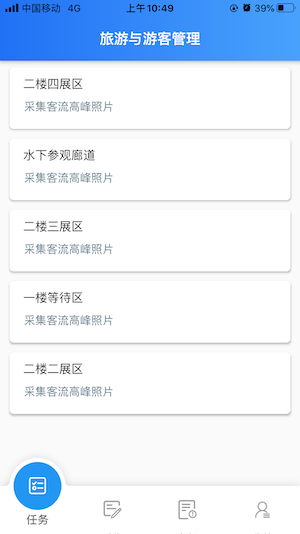 中国移动 4G 上午10:49 39%
旅游与游客管理
二楼四展区
采集客流高峰照片
水下参观廊道
采集客流高峰照片
二楼三展区
采集客流高峰照片
一楼等待区
采集客流高峰照片
二楼二展区
采集客流高峰照片
任务